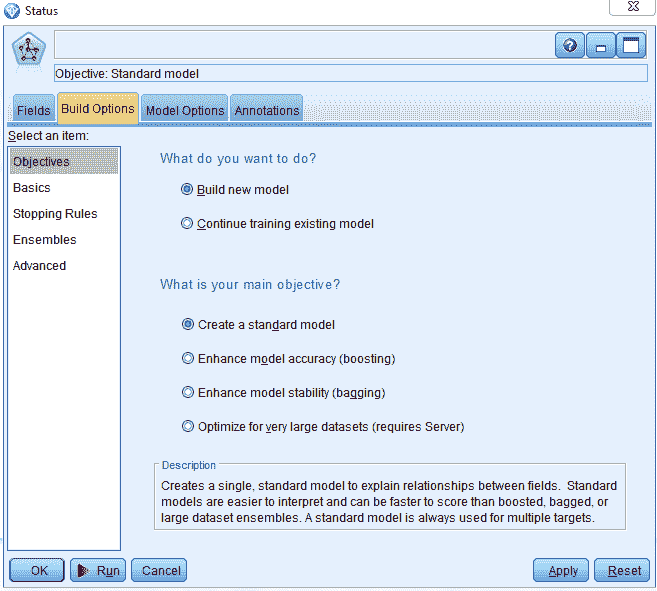 Status
Objective: Standard model
Fields
Build Options
Model Options
Annotations
Select an item:
Objectives
Basics
Stopping Rules
Ensembles
Advanced
What do you want to do?
Build new model
Continue training existing model
What is your main objective?
Create a standard model
Enhance model accuracy (boosting)
Enhance model stability (bagging)
Optimize for very large datasets (requires Server)
Description
Creates a single, standard model to explain relationships between fields.  Standard
models are easier to interpret and can be faster to score than boosted, bagged, or
large dataset ensembles. A standard model is always used for multiple targets.
OK
Run
Cancel
Apply
Reset